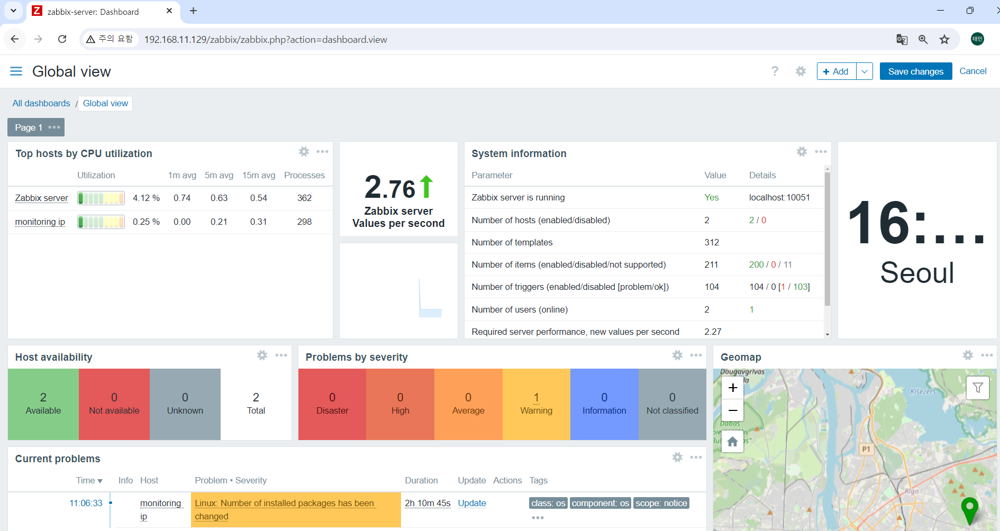 zabbix-server: Dashboard
주의 요함
192.168.11.129/zabbix/zabbix.php?action=dashboard.view
태민
Global view
?
+ Add
Save changes
Cancel
All dashboards / Global view
Page 1
Top hosts by CPU utilization
Utilization 1m avg 5m avg 15m avg Processes
Zabbix server 4.12 % 0.74 0.63 0.54 362
monitoring ip 0.25 % 0.00 0.21 0.31 298
2.76
Zabbix server
Values per second
System information
Parameter Value Details
Zabbix server is running Yes localhost:10051
Number of hosts (enabled/disabled) 2 2 / 0
Number of templates 312
Number of items (enabled/disabled/not supported) 211 200 / 0 / 11
Number of triggers (enabled/disabled [problem/ok]) 104 104 / 0 [1 / 103]
Number of users (online) 2 1
Required server performance, new values per second 2.27
16:...
Seoul
Host availability
2 Available
0 Not available
0 Unknown
2 Total
Problems by severity
0 Disaster
0 High
0 Average
1 Warning
0 Information
0 Not classified
Geomap
Daugavgrīvas
+
−
Ķīšezers
Dabas
P1
Rīga
Current problems
Time Info Host Problem • Severity Duration Update Actions Tags
11:06:33 monitoring ip Linux: Number of installed packages has been
changed 2h 10m 45s Update class: os component: os scope: notice